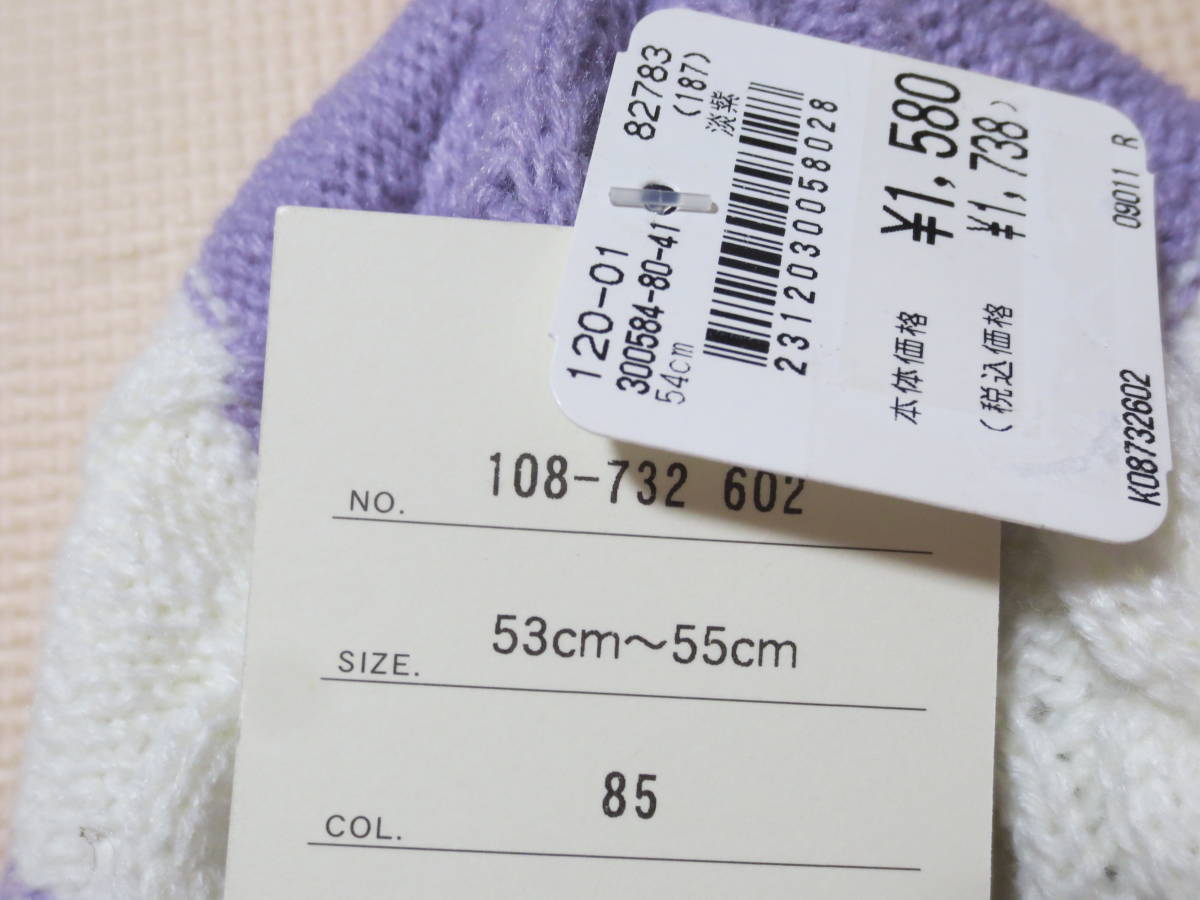 120-01 82783
300584-80-41 (187)
54cm 淡紫
2312030058028
本体価格 ¥1,580
(税込価格 ¥1,738)
K08732602 09011 R
NO. 108-732 602
SIZE. 53cm~55cm
COL. 85